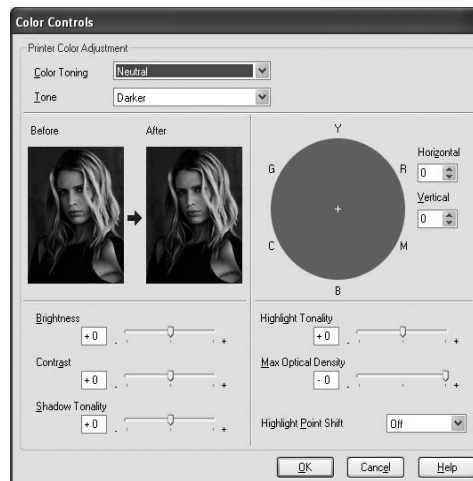 Color Controls
Printer Color Adjustment
Color Toning
Neutral
Tone
Darker
Before
After
Y
G
R
C
M
B
Horizontal
0
Vertical
0
Brightness
+ 0
- +
Contrast
+ 0
- +
Shadow Tonality
+ 0
- +
Highlight Tonality
+ 0
- +
Max Optical Density
- 0
- +
Highlight Point Shift
Off
OK
Cancel
Help